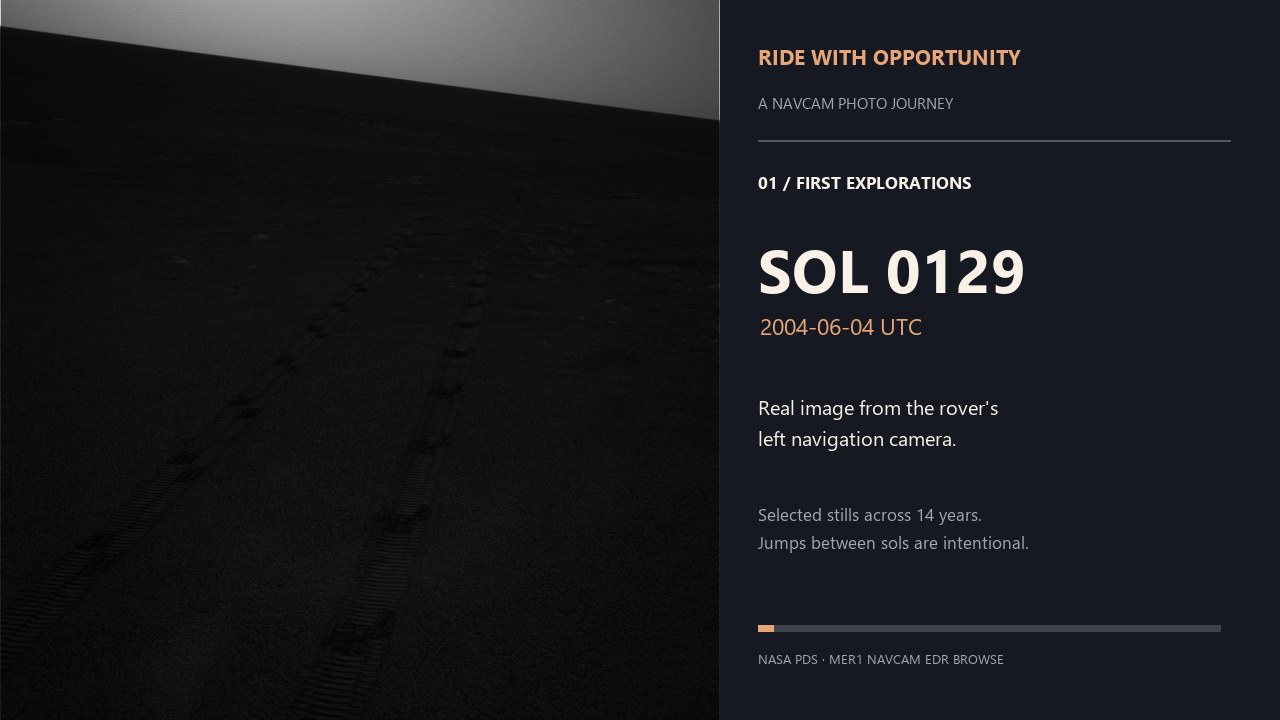 RIDE WITH OPPORTUNITY
A NAVCAM PHOTO JOURNEY
01 / FIRST EXPLORATIONS
SOL 0129
2004-06-04 UTC
Real image from the rover's
left navigation camera.
Selected stills across 14 years.
Jumps between sols are intentional.
NASA PDS · MER1 NAVCAM EDR BROWSE